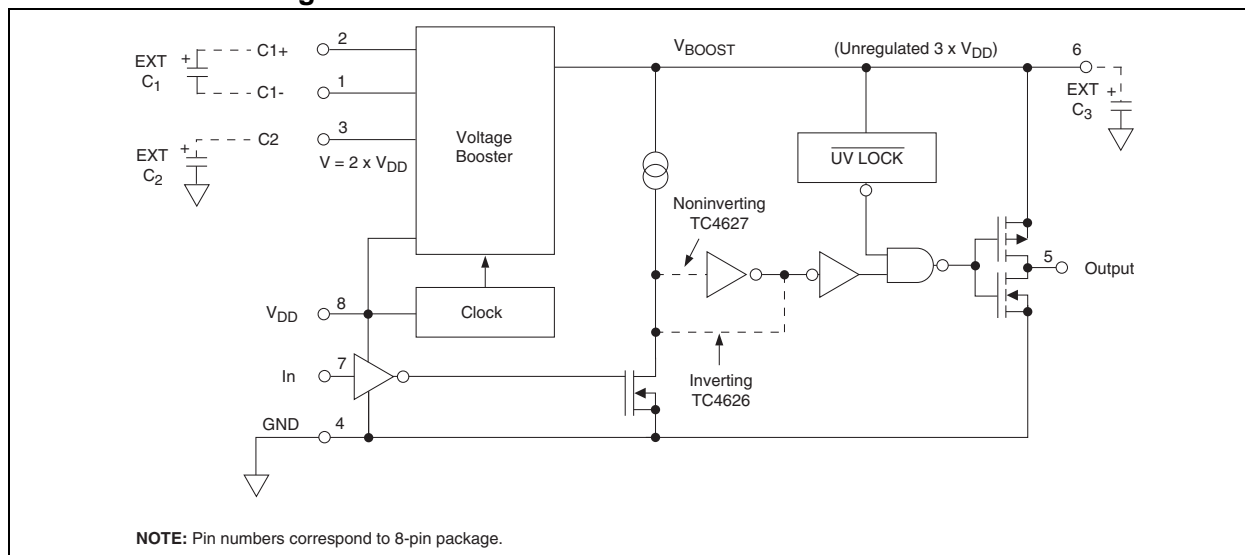 EXT
C1
+
C1+
2
C1-
1
EXT
C2
+
C2
3
V = 2 x VDD
Voltage
Booster
VBOOST
(Unregulated 3 x VDD)
6
EXT
C3
+
UV LOCK
Noninverting
TC4627
5
Output
VDD
8
Clock
In
7
Inverting
TC4626
GND
4
NOTE: Pin numbers correspond to 8-pin package.